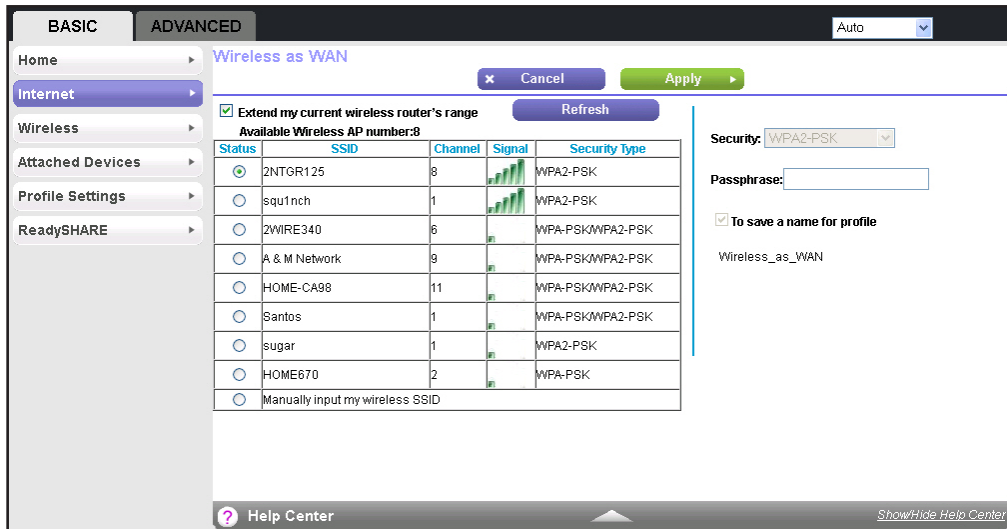 BASIC ADVANCED Auto
Home
Internet
Wireless
Attached Devices
Profile Settings
ReadySHARE
Wireless as WAN
Cancel Apply
Extend my current wireless router's range Refresh
Available Wireless AP number:8
Status SSID Channel Signal Security Type
2NTGR125 8 WPA2-PSK
squ1nch 1 WPA2-PSK
2WIRE340 6 WPA-PSK/WPA2-PSK
A & M Network 9 WPA-PSK/WPA2-PSK
HOME-CA98 11 WPA-PSK/WPA2-PSK
Santos 1 WPA-PSK/WPA2-PSK
sugar 1 WPA2-PSK
HOME670 2 WPA-PSK
Manually input my wireless SSID
Security: WPA2-PSK
Passphrase:
To save a name for profile
Wireless_as_WAN
? Help Center Show/Hide Help Center